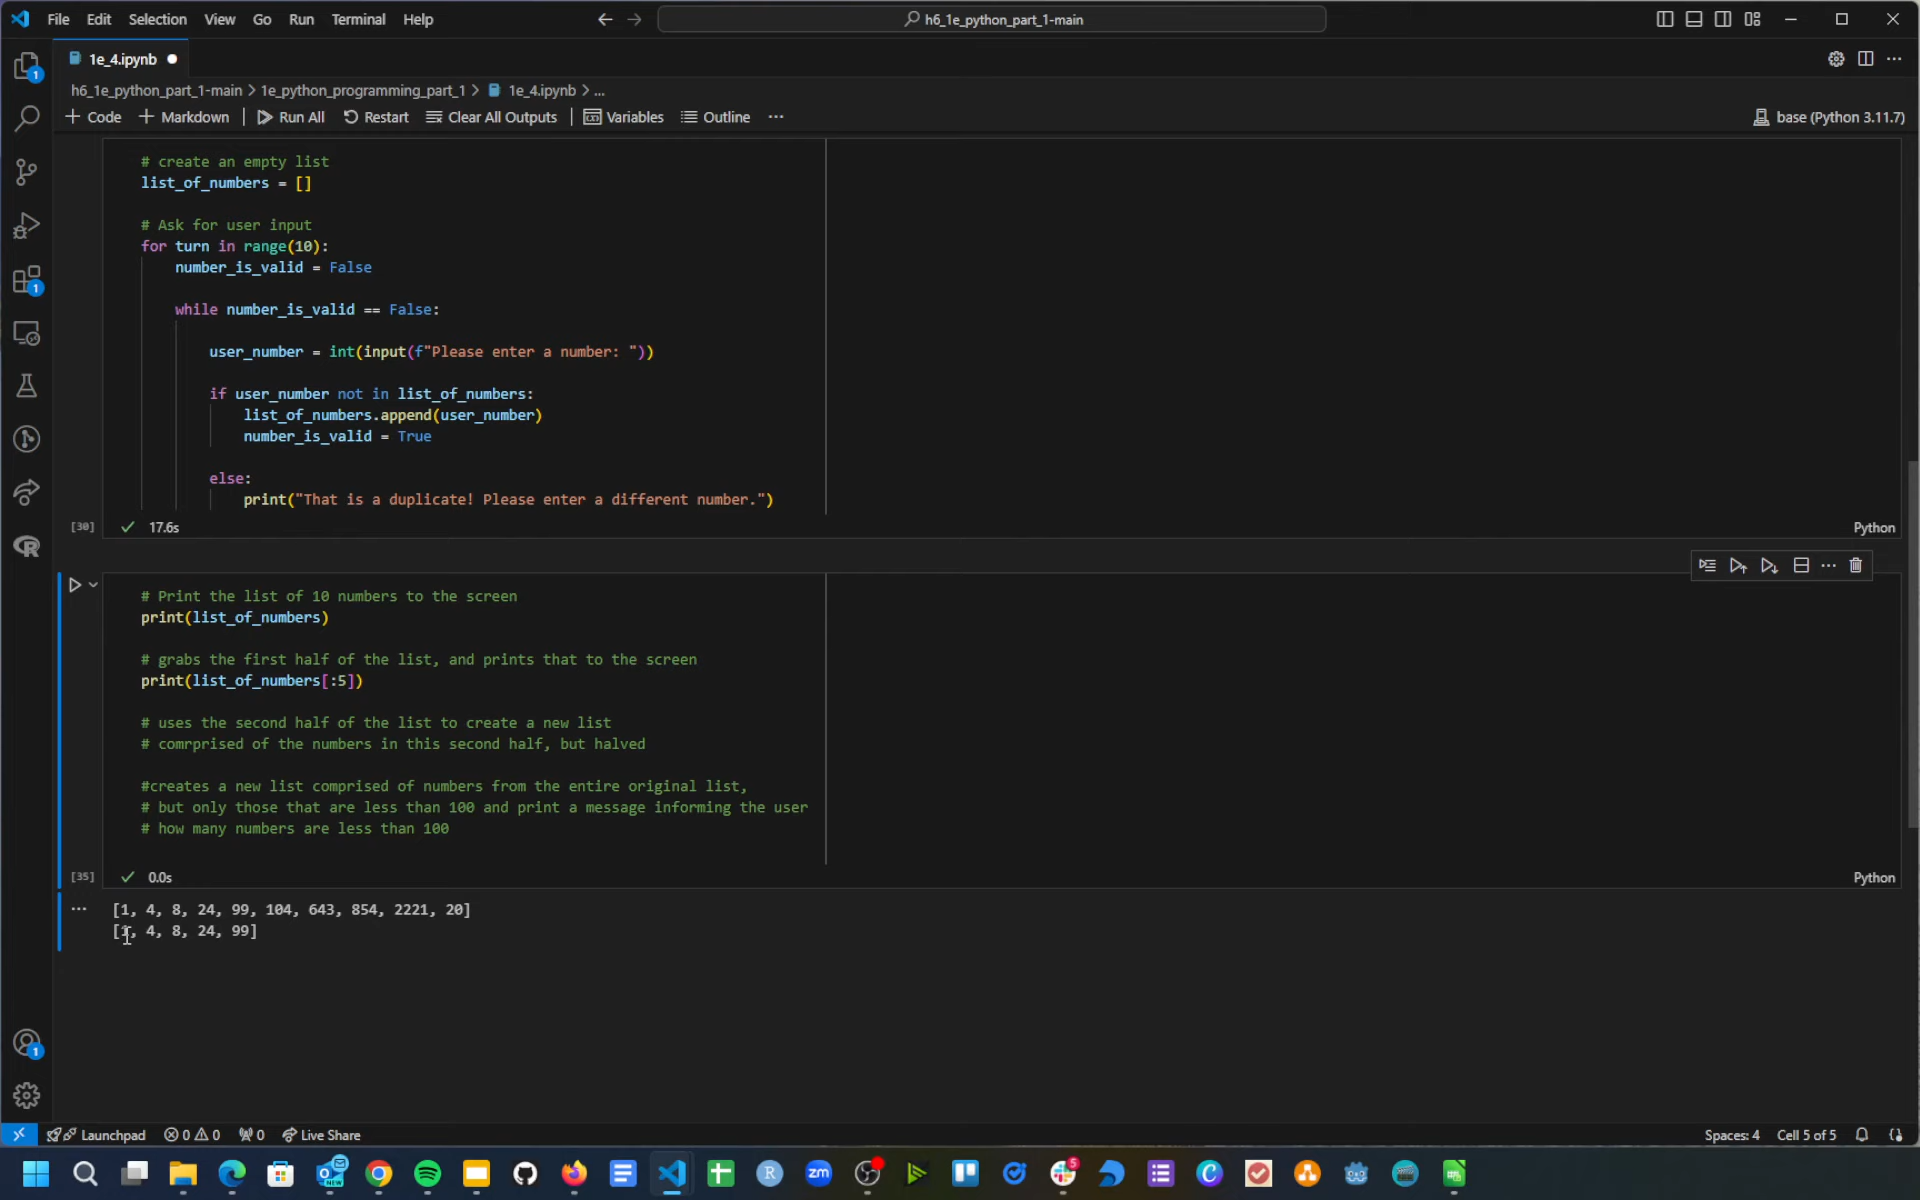 File Edit Selection View Go Run Terminal Help
h6_1e_python_part_1-main
1e_4.ipynb
h6_1e_python_part_1-main > 1e_python_programming_part_1 > 1e_4.ipynb > ...
+ Code + Markdown | Run All Restart Clear All Outputs | Variables Outline ...
base (Python 3.11.7)
# create an empty list
list_of_numbers = []
# Ask for user input
for turn in range(10):
number_is_valid = False
while number_is_valid == False:
user_number = int(input(f"Please enter a number: "))
if user_number not in list_of_numbers:
list_of_numbers.append(user_number)
number_is_valid = True
else:
print("That is a duplicate! Please enter a different number.")
[30] 17.6s
Python
# Print the list of 10 numbers to the screen
print(list_of_numbers)
# grabs the first half of the list, and prints that to the screen
print(list_of_numbers[:5])
# uses the second half of the list to create a new list
# comrprised of the numbers in this second half, but halved
#creates a new list comprised of numbers from the entire original list,
# but only those that are less than 100 and print a message informing the user
# how many numbers are less than 100
[35] 0.0s
Python
[1, 4, 8, 24, 99, 104, 643, 854, 2221, 20]
[1, 4, 8, 24, 99]
Launchpad 0 0 0 Live Share
Spaces: 4 Cell 5 of 5